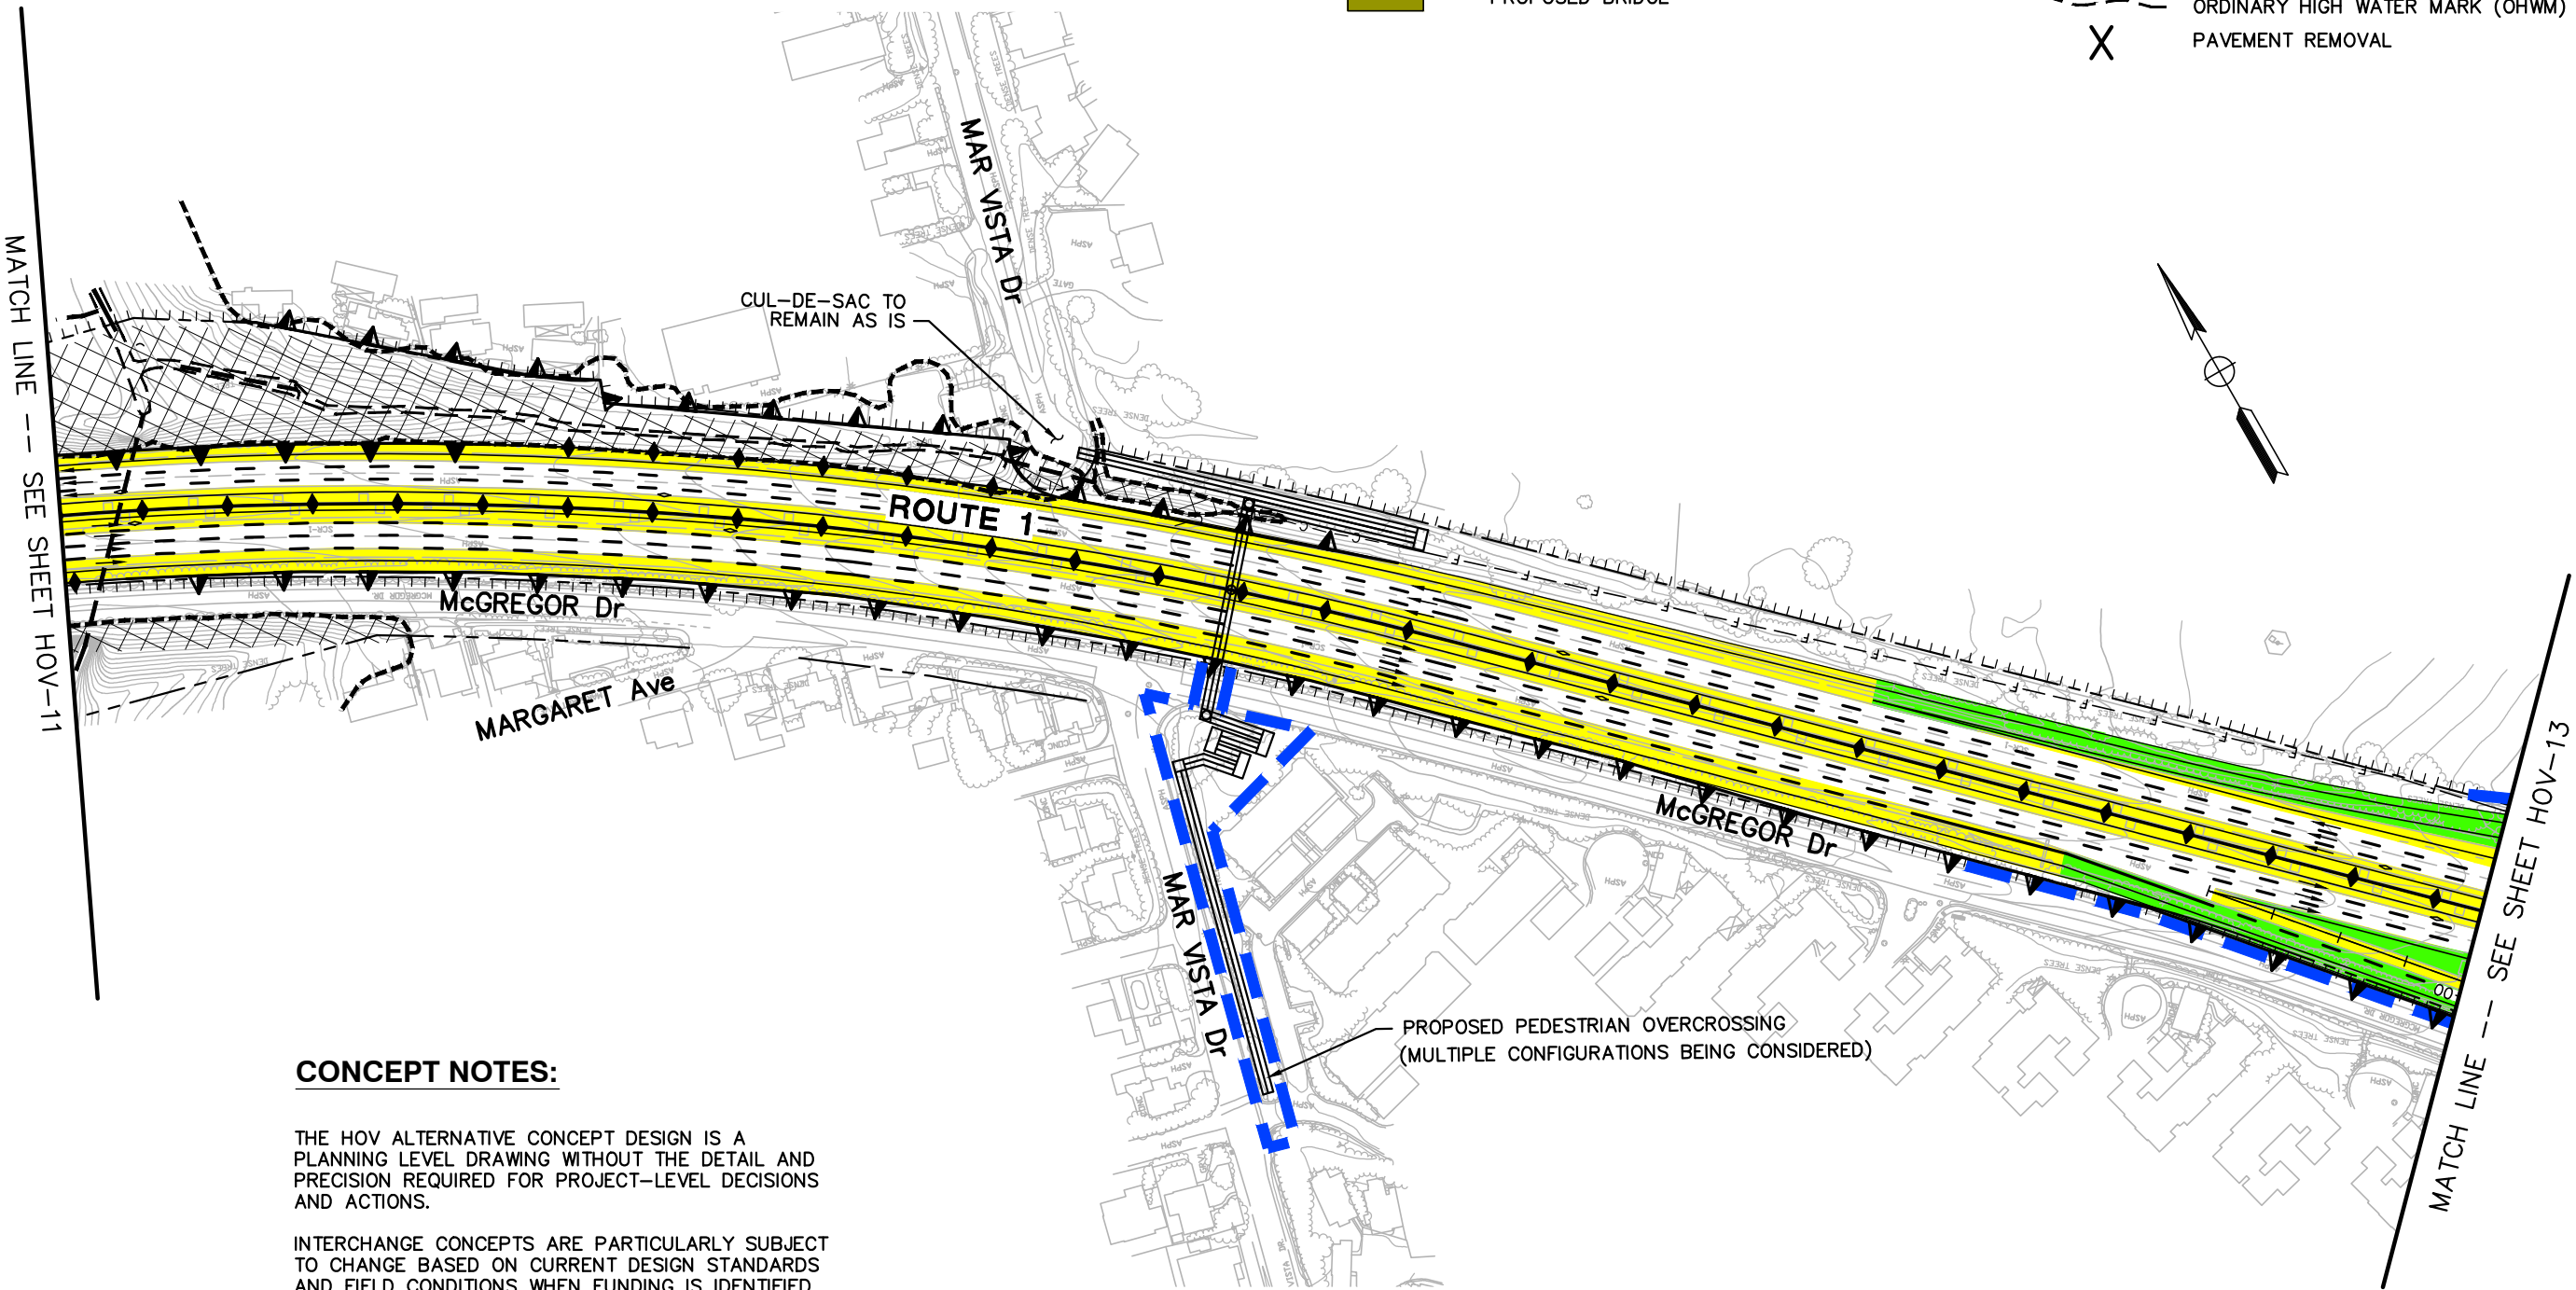 PROPOSED BRIDGE
ORDINARY HIGH WATER MARK (OHWM)
X PAVEMENT REMOVAL
MAR VISTA Dr
CUL-DE-SAC TO
REMAIN AS IS
MATCH LINE -- SEE SHEET HOV-11
ROUTE 1
McGREGOR Dr
MARGARET Ave
McGREGOR Dr
MAR VISTA Dr
MATCH LINE -- SEE SHEET HOV-13
PROPOSED PEDESTRIAN OVERCROSSING
(MULTIPLE CONFIGURATIONS BEING CONSIDERED)
CONCEPT NOTES:
THE HOV ALTERNATIVE CONCEPT DESIGN IS A
PLANNING LEVEL DRAWING WITHOUT THE DETAIL AND
PRECISION REQUIRED FOR PROJECT-LEVEL DECISIONS
AND ACTIONS.
INTERCHANGE CONCEPTS ARE PARTICULARLY SUBJECT
TO CHANGE BASED ON CURRENT DESIGN STANDARDS
AND FIELD CONDITIONS WHEN FUNDING IS IDENTIFIED